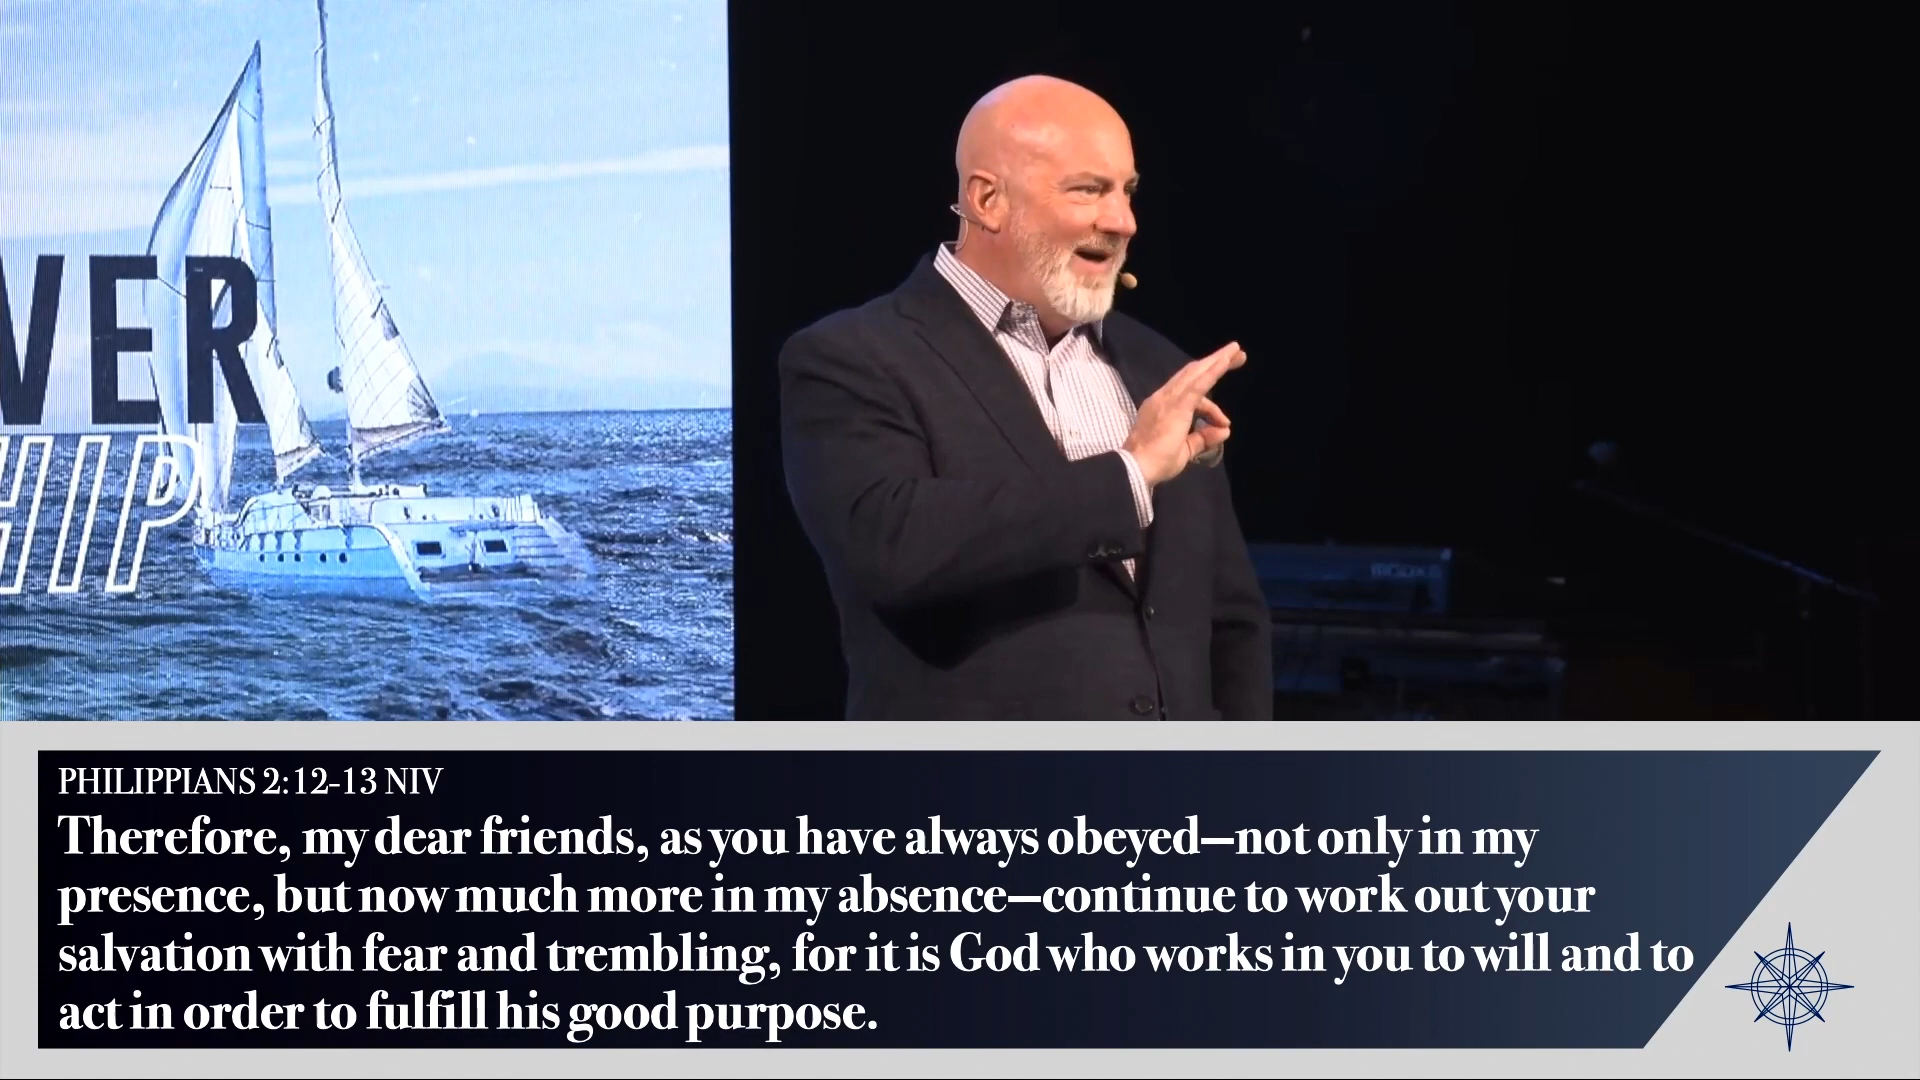 VER
HIP
PHILIPPIANS 2:12-13 NIV
Therefore, my dear friends, as you have always obeyed—not only in my
presence, but now much more in my absence—continue to work out your
salvation with fear and trembling, for it is God who works in you to will and to
act in order to fulfill his good purpose.